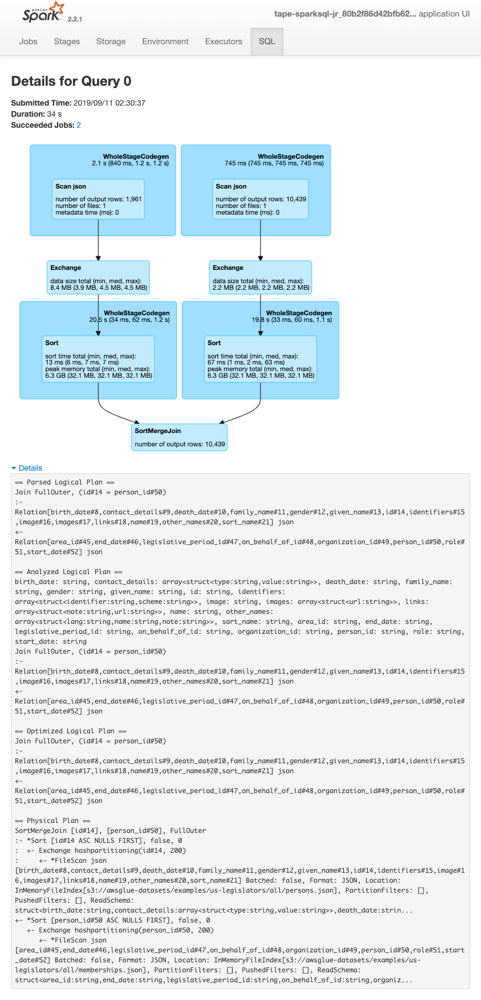 APACHE
Spark 2.2.1
tape-sparksql-jr_80b2f86d42bfb62... application UI
Jobs Stages Storage Environment Executors SQL
Details for Query 0
Submitted Time: 2019/09/11 02:30:37
Duration: 34 s
Succeeded Jobs: 2
WholeStageCodegen
2.1 s (840 ms, 1.2 s, 1.2 s)
Scan json
number of output rows: 1,961
number of files: 1
metadata time (ms): 0
WholeStageCodegen
745 ms (745 ms, 745 ms, 745 ms)
Scan json
number of output rows: 10,439
number of files: 1
metadata time (ms): 0
Exchange
data size total (min, med, max):
8.4 MB (3.9 MB, 4.5 MB, 4.5 MB)
Exchange
data size total (min, med, max):
2.2 MB (2.2 MB, 2.2 MB, 2.2 MB)
WholeStageCodegen
20.5 s (34 ms, 62 ms, 1.2 s)
Sort
sort time total (min, med, max):
13 ms (6 ms, 7 ms, 7 ms)
peak memory total (min, med, max):
6.3 GB (32.1 MB, 32.1 MB, 32.1 MB)
WholeStageCodegen
19.8 s (33 ms, 60 ms, 1.1 s)
Sort
sort time total (min, med, max):
67 ms (1 ms, 2 ms, 63 ms)
peak memory total (min, med, max):
6.3 GB (32.1 MB, 32.1 MB, 32.1 MB)
SortMergeJoin
number of output rows: 10,439
Details
== Parsed Logical Plan ==
Join FullOuter, (id#14 = person_id#50)
:-
Relation[birth_date#8,contact_details#9,death_date#10,family_name#11,gender#12,given_name#13,id#14,identifiers#15
,image#16,images#17,links#18,name#19,other_names#20,sort_name#21] json
+-
Relation[area_id#45,end_date#46,legislative_period_id#47,on_behalf_of_id#48,organization_id#49,person_id#50,role#
51,start_date#52] json
== Analyzed Logical Plan ==
birth_date: string, contact_details: array<struct<type:string,value:string>>, death_date: string, family_name:
string, gender: string, given_name: string, id: string, identifiers:
array<struct<identifier:string,scheme:string>>, image: string, images: array<struct<url:string>>, links:
array<struct<note:string,url:string>>, name: string, other_names:
array<struct<lang:string,name:string,note:string>>, sort_name: string, area_id: string, end_date: string,
legislative_period_id: string, on_behalf_of_id: string, organization_id: string, person_id: string, role: string,
start_date: string
Join FullOuter, (id#14 = person_id#50)
:-
Relation[birth_date#8,contact_details#9,death_date#10,family_name#11,gender#12,given_name#13,id#14,identifiers#15
,image#16,images#17,links#18,name#19,other_names#20,sort_name#21] json
+-
Relation[area_id#45,end_date#46,legislative_period_id#47,on_behalf_of_id#48,organization_id#49,person_id#50,role#
51,start_date#52] json
== Optimized Logical Plan ==
Join FullOuter, (id#14 = person_id#50)
:-
Relation[birth_date#8,contact_details#9,death_date#10,family_name#11,gender#12,given_name#13,id#14,identifiers#15
,image#16,images#17,links#18,name#19,other_names#20,sort_name#21] json
+-
Relation[area_id#45,end_date#46,legislative_period_id#47,on_behalf_of_id#48,organization_id#49,person_id#50,role#
51,start_date#52] json
== Physical Plan ==
SortMergeJoin [id#14], [person_id#50], FullOuter
:- *Sort [id#14 ASC NULLS FIRST], false, 0
:  +- Exchange hashpartitioning(id#14, 200)
:     +- *FileScan json
[birth_date#8,contact_details#9,death_date#10,family_name#11,gender#12,given_name#13,id#14,identifiers#15,image#1
6,images#17,links#18,name#19,other_names#20,sort_name#21] Batched: false, Format: JSON, Location:
InMemoryFileIndex[s3://awsglue-datasets/examples/us-legislators/all/persons.json], PartitionFilters: [],
PushedFilters: [], ReadSchema:
struct<birth_date:string,contact_details:array<struct<type:string,value:string>>,death_date:strin...
+- *Sort [person_id#50 ASC NULLS FIRST], false, 0
   +- Exchange hashpartitioning(person_id#50, 200)
      +- *FileScan json
[area_id#45,end_date#46,legislative_period_id#47,on_behalf_of_id#48,organization_id#49,person_id#50,role#51,start
_date#52] Batched: false, Format: JSON, Location: InMemoryFileIndex[s3://awsglue-datasets/examples/us-
legislators/all/memberships.json], PartitionFilters: [], PushedFilters: [], ReadSchema:
struct<area_id:string,end_date:string,legislative_period_id:string,on_behalf_of_id:string,organiz...